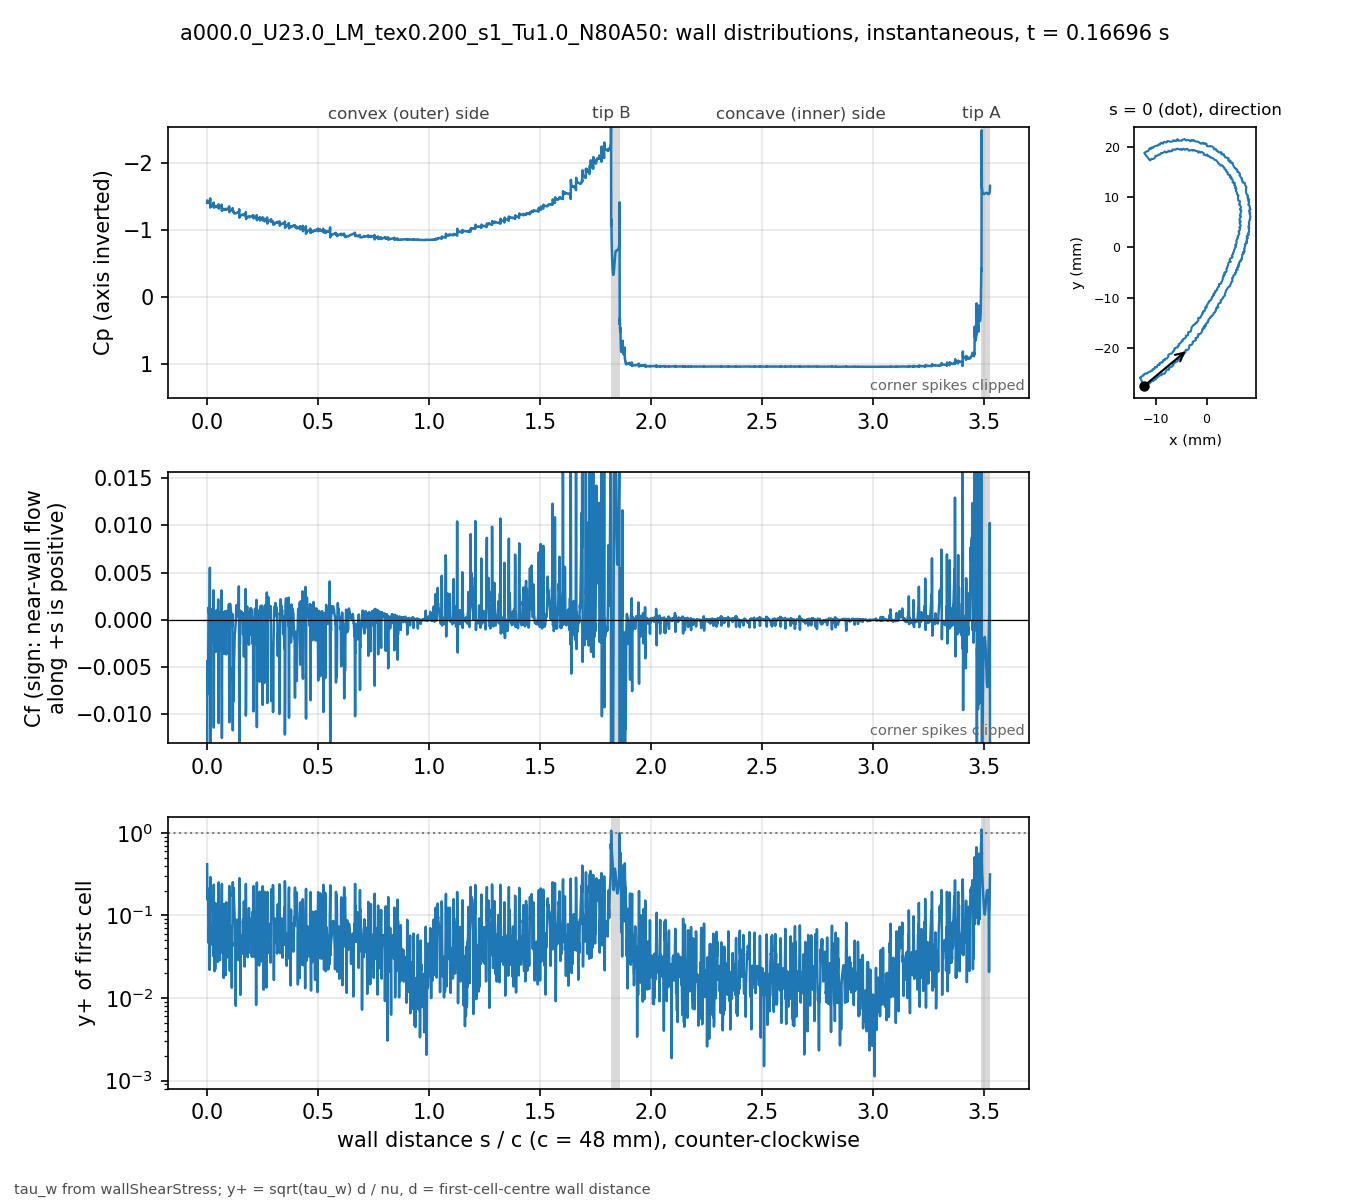 a000.0_U23.0_LM_tex0.200_s1_Tu1.0_N80A50: wall distributions, instantaneous, t = 0.16696 s
convex (outer) side
tip B
concave (inner) side
tip A
s = 0 (dot), direction
Cp (axis inverted)
−2
−1
0
1
corner spikes clipped
0.0 0.5 1.0 1.5 2.0 2.5 3.0 3.5
y (mm)
20
10
0
−10
−20
−10 0
x (mm)
Cf (sign: near-wall flow
along +s is positive)
0.015
0.010
0.005
0.000
−0.005
−0.010
corner spikes clipped
0.0 0.5 1.0 1.5 2.0 2.5 3.0 3.5
y+ of first cell
10⁰
10⁻¹
10⁻²
10⁻³
0.0 0.5 1.0 1.5 2.0 2.5 3.0 3.5
wall distance s / c (c = 48 mm), counter-clockwise
tau_w from wallShearStress; y+ = sqrt(tau_w) d / nu, d = first-cell-centre wall distance